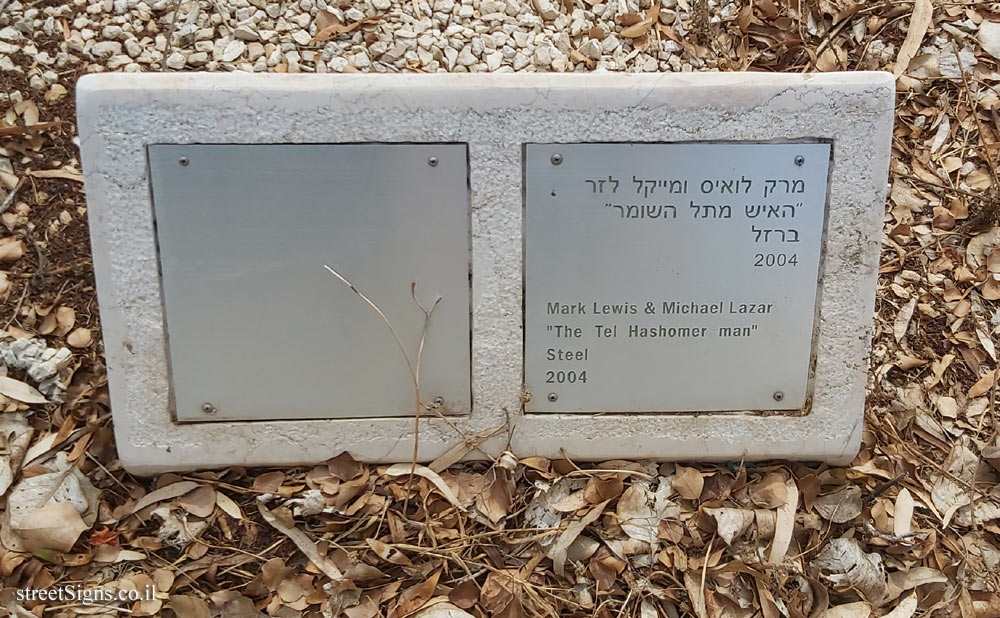 מרק לואיס ומייקל לזר
"האיש מתל השומר"
ברזל
2004
Mark Lewis & Michael Lazar
"The Tel Hashomer man"
Steel
2004
streetSigns.co.il